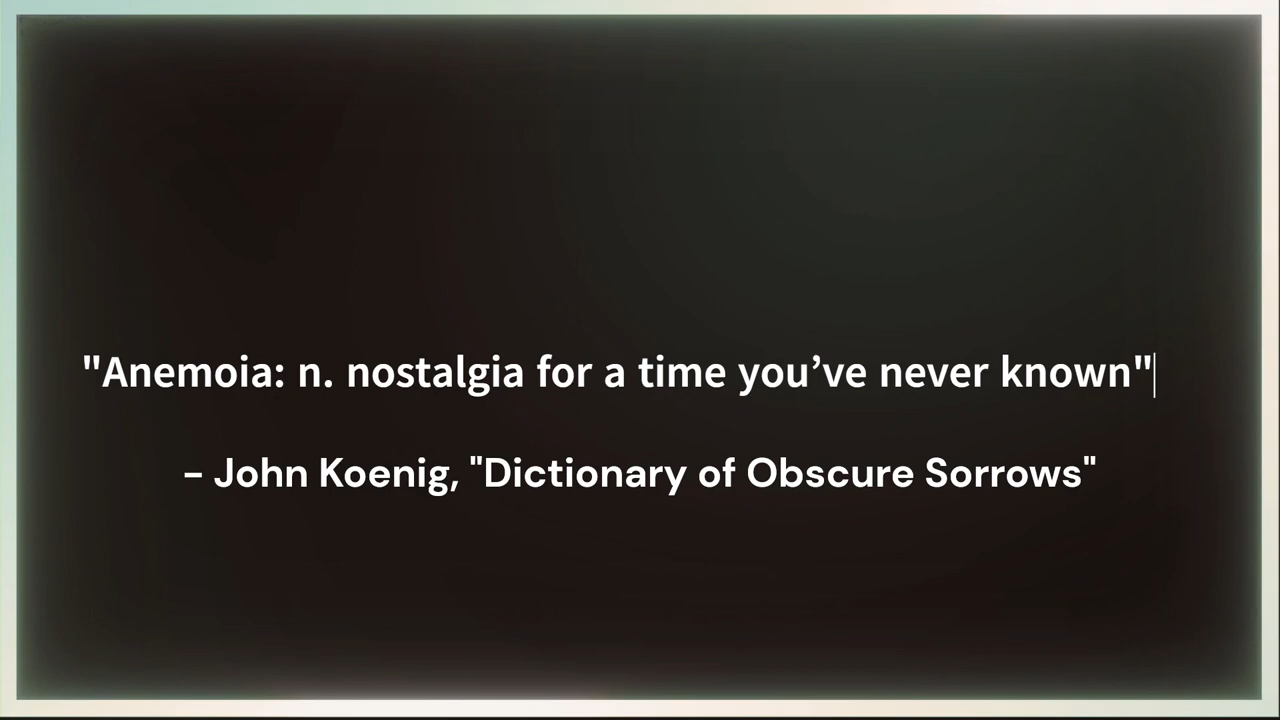 "Anemoia: n. nostalgia for a time you’ve never known"
– John Koenig, "Dictionary of Obscure Sorrows"